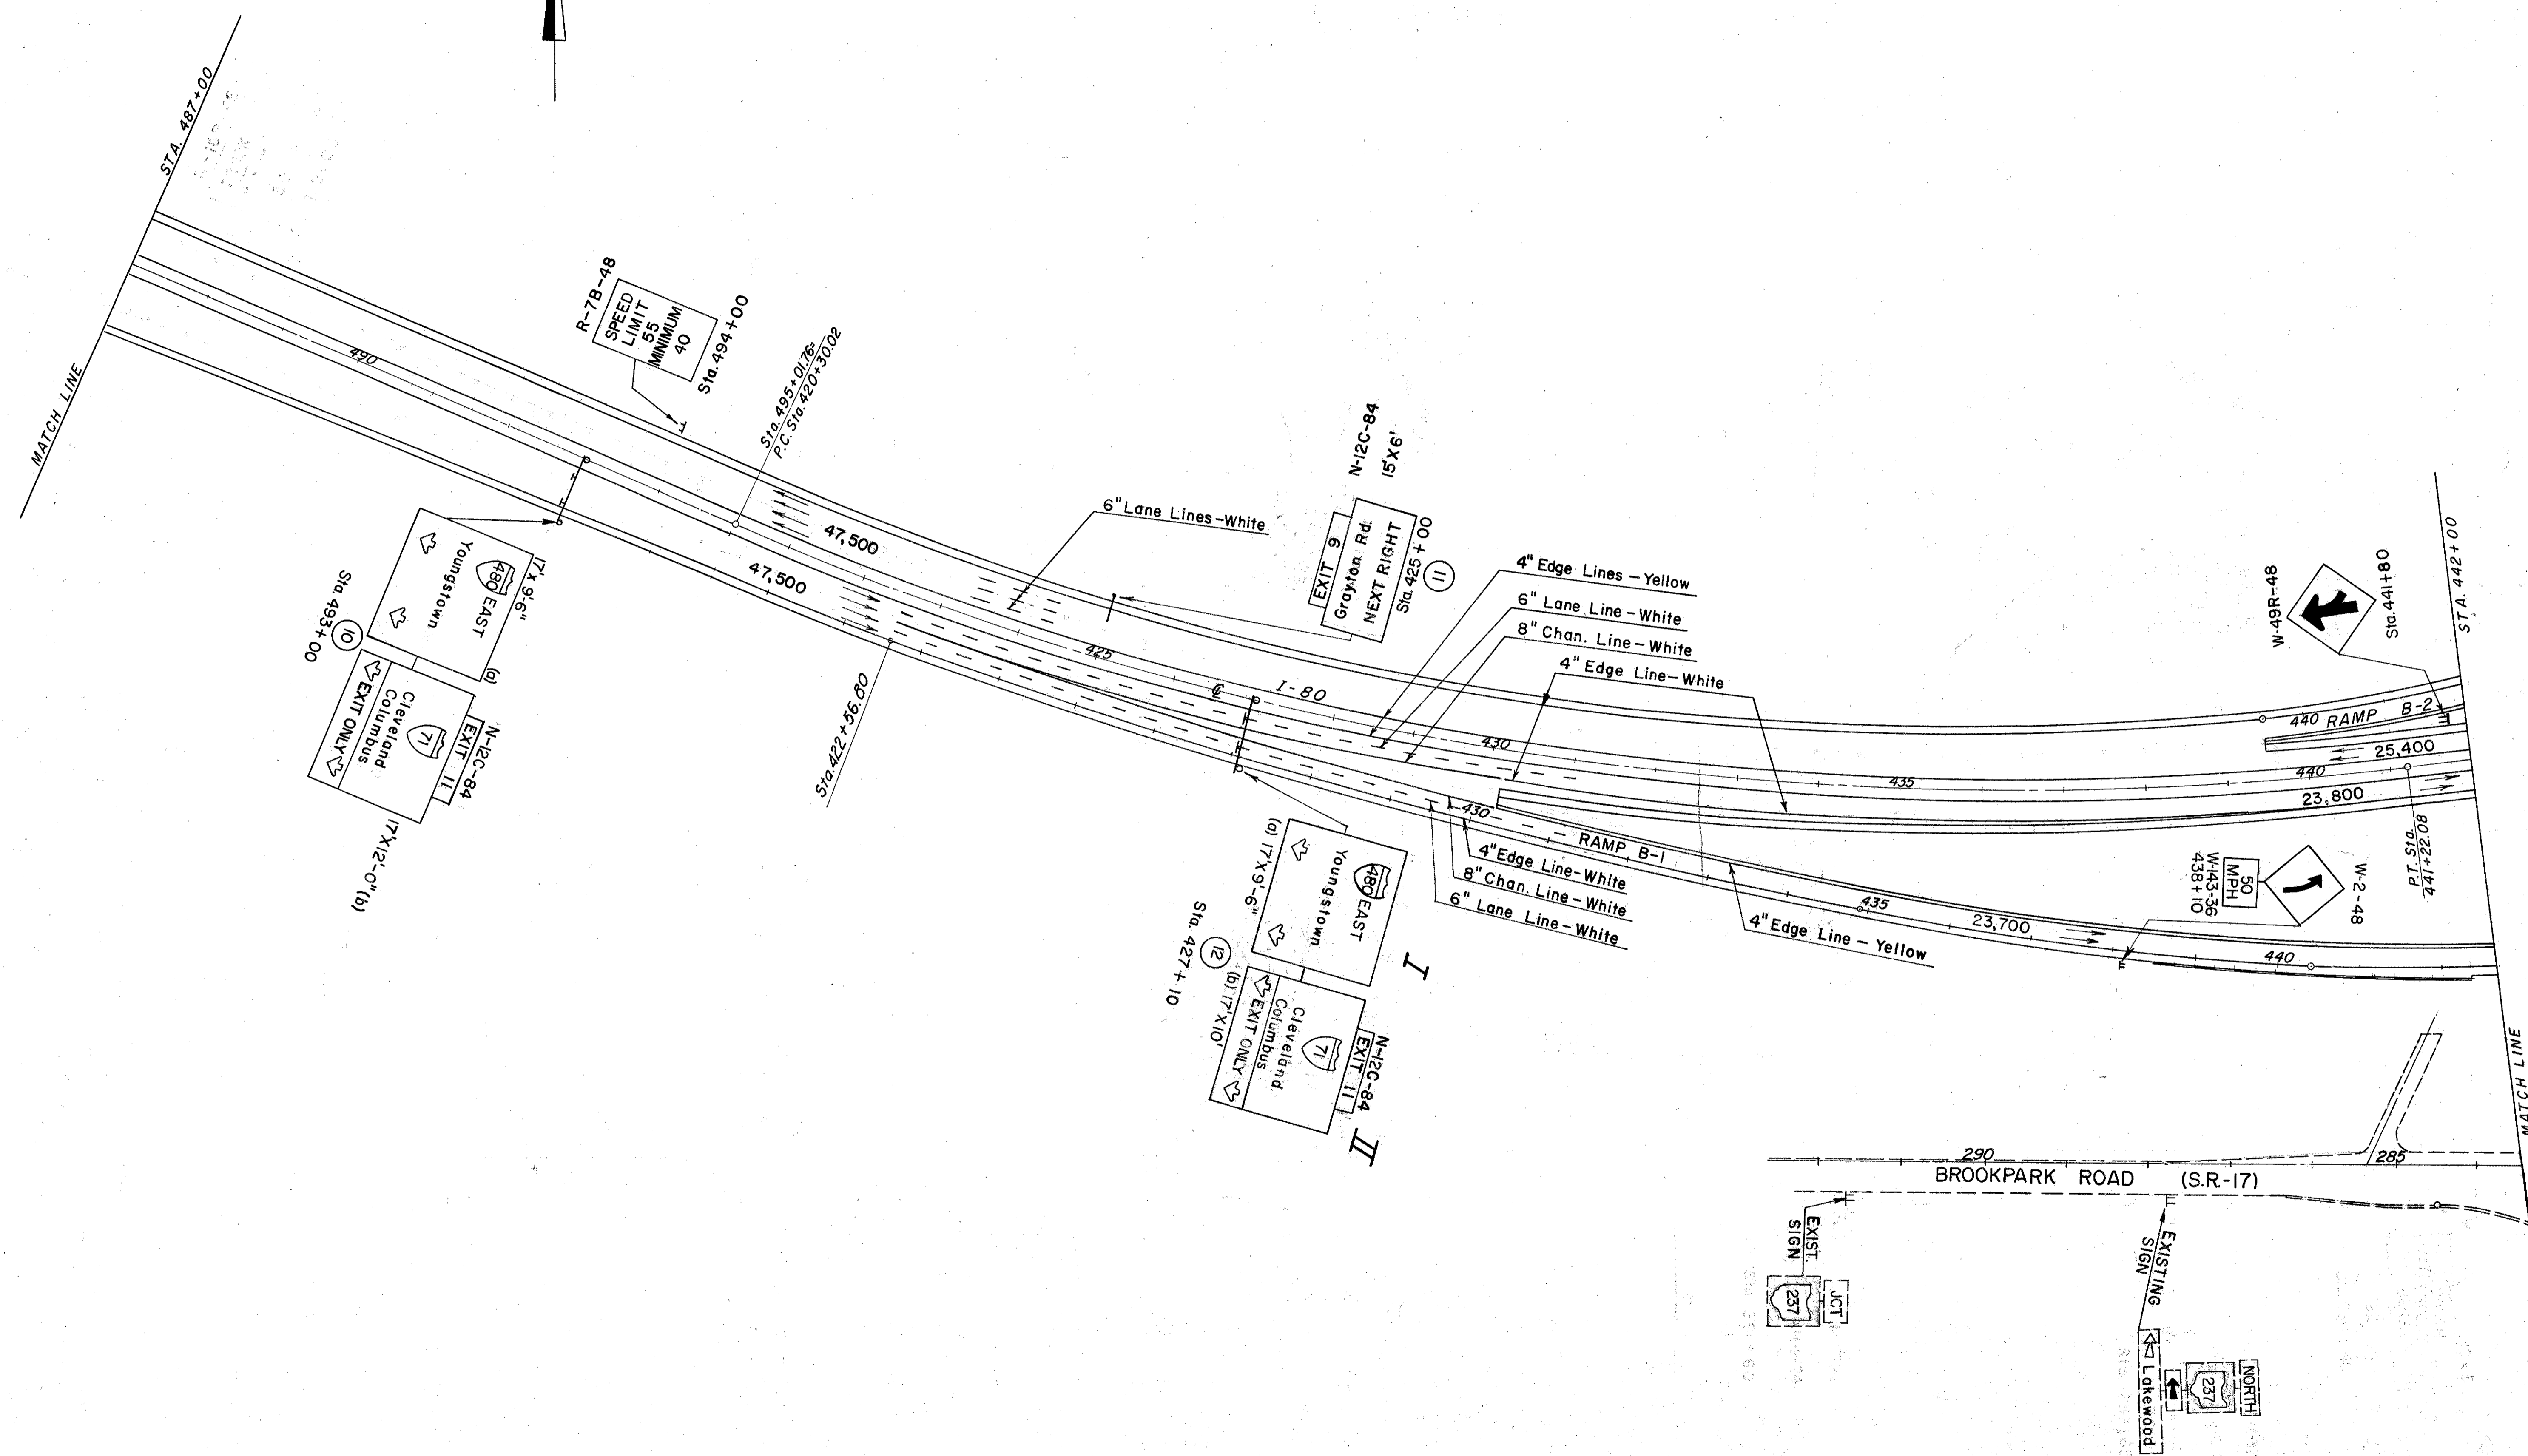 STA. 487+00
MATCH LINE
490
R-7B-48
SPEED
LIMIT
55
MINIMUM
40
Sta. 494+00
Sta. 495+01.76=
P.C. Sta. 420+30.02
47,500
47,500
6" Lane Lines-White
N-12C-84
15'X6'
EXIT 9
Grayton Rd.
NEXT RIGHT
Sta. 425+00
11
4" Edge Lines-Yellow
6" Lane Line-White
8" Chan. Line-White
4" Edge Line-White
425
℄ I-80
430
435
440
17'x9'-6"
480 EAST
Youngstown
(a)
10
Sta. 493+00
N-12C-84
EXIT 11
71
Cleveland
Columbus
EXIT ONLY
17'X12'-0"(b)
Sta. 422+56.80
480 EAST
Youngstown
(a) 17'X9'-6"
I
12
Sta. 427+10
N-12C-84
EXIT 11
71
Cleveland
Columbus
EXIT ONLY
(b) 17'X10'
II
430
RAMP B-1
4" Edge Line-White
8" Chan. Line-White
6" Lane Line-White
435
23,700
4" Edge Line-Yellow
440
W-49R-48
Sta. 441+80
STA. 442+00
440 RAMP B-2
25,400
23,800
P.T. Sta.
441+22.08
W-2-48
50
MPH
W-43-36
438+10
MATCH LINE
290
285
BROOKPARK ROAD (S.R.-17)
EXIST.
SIGN
JCT
237
EXISTING
SIGN
NORTH
237
Lakewood